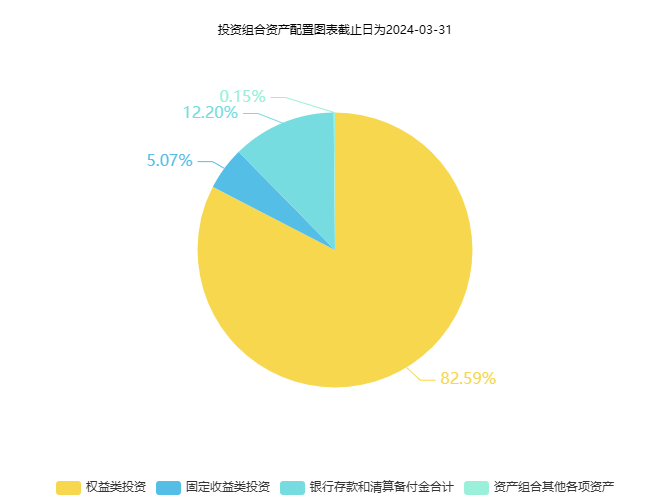 投资组合资产配置图表截止日为2024-03-31
0.15%
12.20%
5.07%
82.59%
权益类投资 固定收益类投资 银行存款和清算备付金合计 资产组合其他各项资产